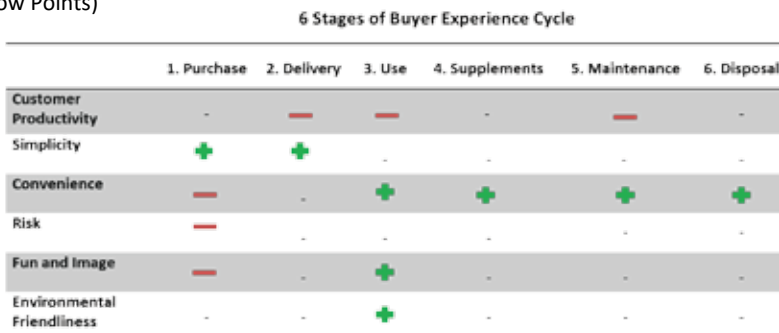 ow Points)
6 Stages of Buyer Experience Cycle
1. Purchase 2. Delivery 3. Use 4. Supplements 5. Maintenance 6. Disposal
Customer
Productivity - — — - — -
Simplicity + + - - - -
Convenience — - + + + +
Risk — - - - - -
Fun and Image — - + - - -
Environmental
Friendliness - - + - - -